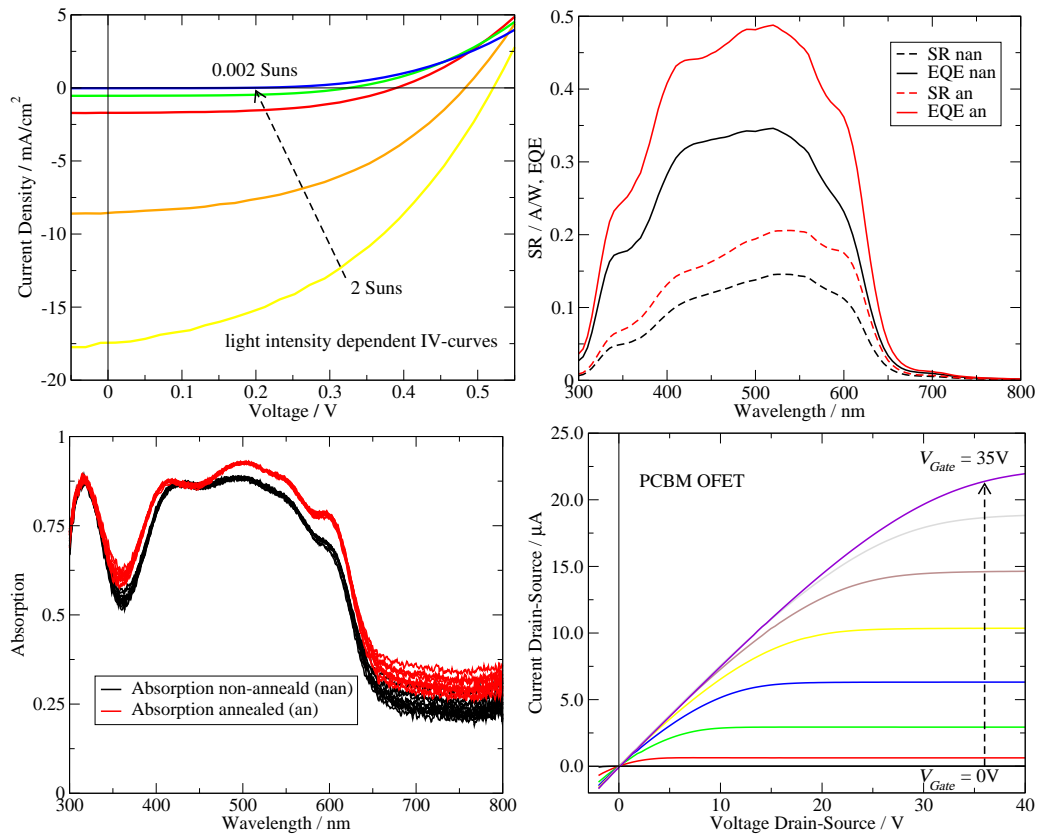 5
0
-5
-10
-15
-20
Current Density / mA/cm²
0.002 Suns
2 Suns
light intensity dependent IV-curves
0
0.1
0.2
0.3
0.4
0.5
Voltage / V
0.5
0.4
0.3
0.2
0.1
0
SR / A/W, EQE
SR nan
EQE nan
SR an
EQE an
300
400
500
600
700
800
Wavelength / nm
1
0.75
0.5
0.25
0
Absorption
Absorption non-anneald (nan)
Absorption annealed (an)
300
400
500
600
700
800
Wavelength / nm
25.0
20.0
15.0
10.0
5.0
0.0
Current Drain-Source / μA
PCBM OFET
V_Gate = 35V
V_Gate = 0V
0
10
20
30
40
Voltage Drain-Source / V